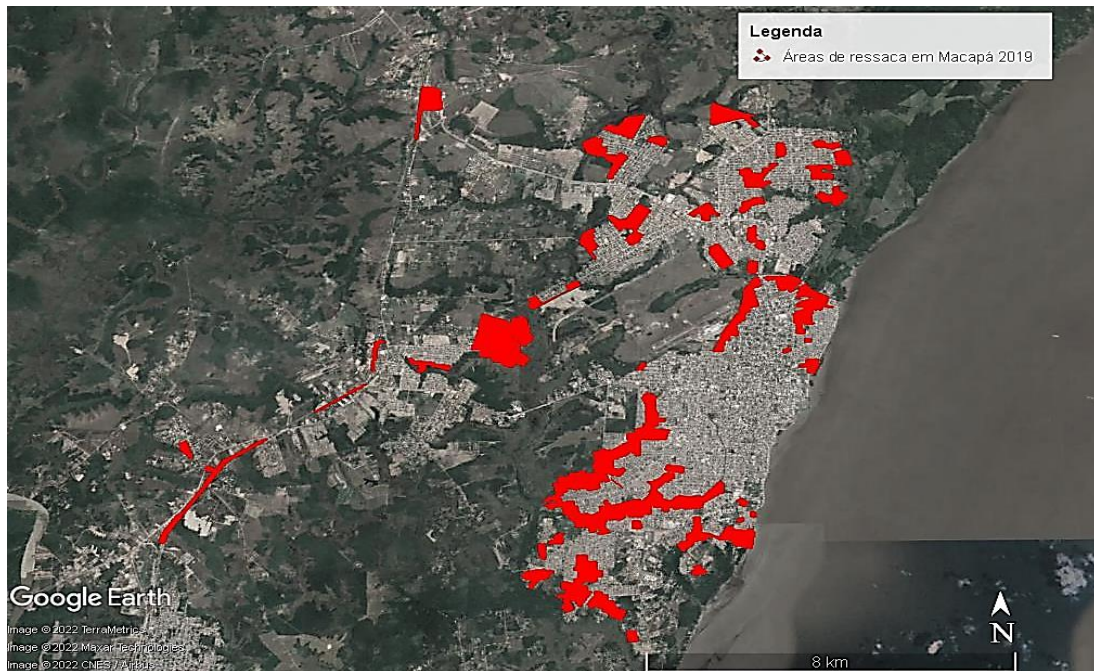 Legenda
Áreas de ressaca em Macapá 2019
Google Earth
Image © 2022 TerraMetrics
Image © 2022 Maxar Technologies
Image © 2022 CNES / Airbus
N
8 km